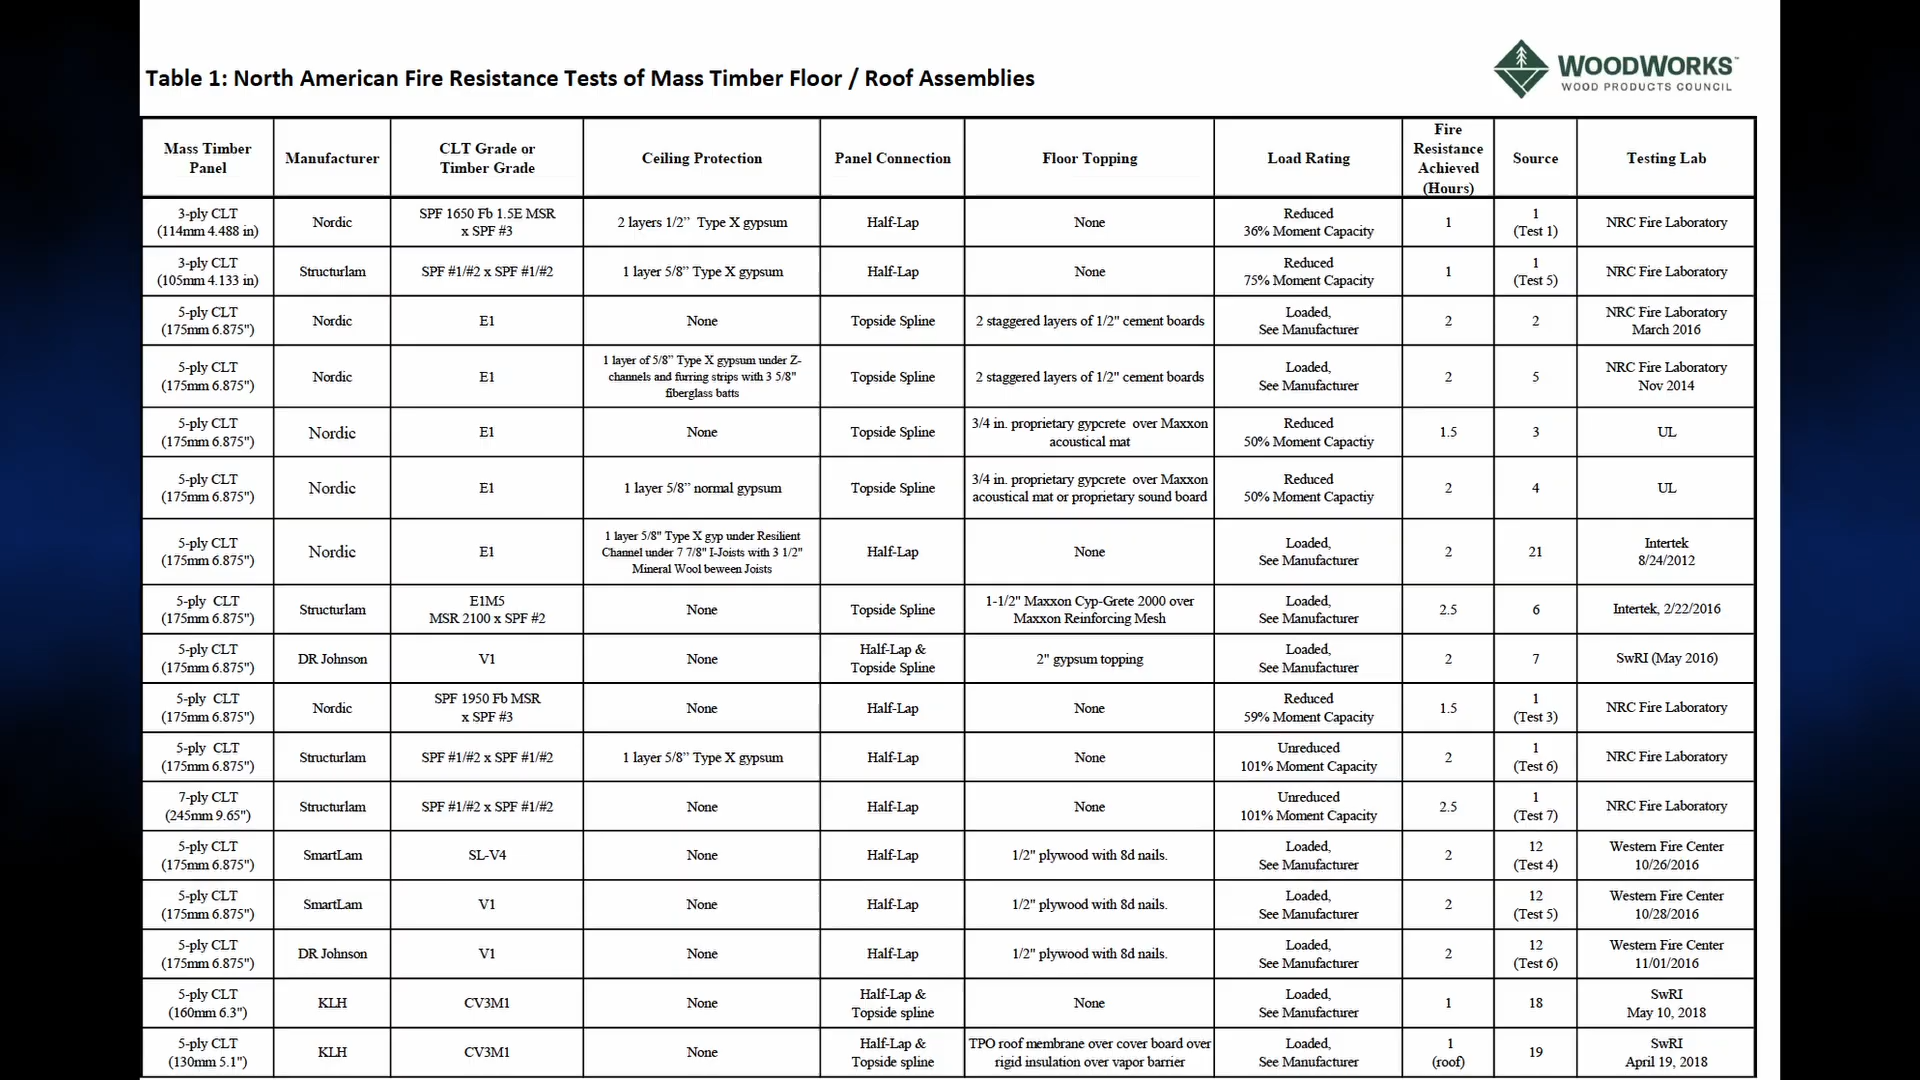 Table 1: North American Fire Resistance Tests of Mass Timber Floor / Roof Assemblies
WOODWORKS™
WOOD PRODUCTS COUNCIL
Mass Timber Panel | Manufacturer | CLT Grade or Timber Grade | Ceiling Protection | Panel Connection | Floor Topping | Load Rating | Fire Resistance Achieved (Hours) | Source | Testing Lab
3-ply CLT (114mm 4.488 in) | Nordic | SPF 1650 Fb 1.5E MSR x SPF #3 | 2 layers 1/2” Type X gypsum | Half-Lap | None | Reduced 36% Moment Capacity | 1 | 1 (Test 1) | NRC Fire Laboratory
3-ply CLT (105mm 4.133 in) | Structurlam | SPF #1/#2 x SPF #1/#2 | 1 layer 5/8” Type X gypsum | Half-Lap | None | Reduced 75% Moment Capacity | 1 | 1 (Test 5) | NRC Fire Laboratory
5-ply CLT (175mm 6.875") | Nordic | E1 | None | Topside Spline | 2 staggered layers of 1/2" cement boards | Loaded, See Manufacturer | 2 | 2 | NRC Fire Laboratory March 2016
5-ply CLT (175mm 6.875") | Nordic | E1 | 1 layer of 5/8” Type X gypsum under Z-channels and furring strips with 3 5/8" fiberglass batts | Topside Spline | 2 staggered layers of 1/2" cement boards | Loaded, See Manufacturer | 2 | 5 | NRC Fire Laboratory Nov 2014
5-ply CLT (175mm 6.875") | Nordic | E1 | None | Topside Spline | 3/4 in. proprietary gypcrete over Maxxon acoustical mat | Reduced 50% Moment Capactiy | 1.5 | 3 | UL
5-ply CLT (175mm 6.875") | Nordic | E1 | 1 layer 5/8” normal gypsum | Topside Spline | 3/4 in. proprietary gypcrete over Maxxon acoustical mat or proprietary sound board | Reduced 50% Moment Capactiy | 2 | 4 | UL
5-ply CLT (175mm 6.875") | Nordic | E1 | 1 layer 5/8" Type X gyp under Resilient Channel under 7 7/8" I-Joists with 3 1/2" Mineral Wool beween Joists | Half-Lap | None | Loaded, See Manufacturer | 2 | 21 | Intertek 8/24/2012
5-ply CLT (175mm 6.875") | Structurlam | E1M5 MSR 2100 x SPF #2 | None | Topside Spline | 1-1/2" Maxxon Cyp-Grete 2000 over Maxxon Reinforcing Mesh | Loaded, See Manufacturer | 2.5 | 6 | Intertek, 2/22/2016
5-ply CLT (175mm 6.875") | DR Johnson | V1 | None | Half-Lap & Topside Spline | 2" gypsum topping | Loaded, See Manufacturer | 2 | 7 | SwRI (May 2016)
5-ply CLT (175mm 6.875") | Nordic | SPF 1950 Fb MSR x SPF #3 | None | Half-Lap | None | Reduced 59% Moment Capacity | 1.5 | 1 (Test 3) | NRC Fire Laboratory
5-ply CLT (175mm 6.875") | Structurlam | SPF #1/#2 x SPF #1/#2 | 1 layer 5/8” Type X gypsum | Half-Lap | None | Unreduced 101% Moment Capacity | 2 | 1 (Test 6) | NRC Fire Laboratory
7-ply CLT (245mm 9.65") | Structurlam | SPF #1/#2 x SPF #1/#2 | None | Half-Lap | None | Unreduced 101% Moment Capacity | 2.5 | 1 (Test 7) | NRC Fire Laboratory
5-ply CLT (175mm 6.875") | SmartLam | SL-V4 | None | Half-Lap | 1/2" plywood with 8d nails. | Loaded, See Manufacturer | 2 | 12 (Test 4) | Western Fire Center 10/26/2016
5-ply CLT (175mm 6.875") | SmartLam | V1 | None | Half-Lap | 1/2" plywood with 8d nails. | Loaded, See Manufacturer | 2 | 12 (Test 5) | Western Fire Center 10/28/2016
5-ply CLT (175mm 6.875") | DR Johnson | V1 | None | Half-Lap | 1/2" plywood with 8d nails. | Loaded, See Manufacturer | 2 | 12 (Test 6) | Western Fire Center 11/01/2016
5-ply CLT (160mm 6.3") | KLH | CV3M1 | None | Half-Lap & Topside spline | None | Loaded, See Manufacturer | 1 | 18 | SwRI May 10, 2018
5-ply CLT (130mm 5.1") | KLH | CV3M1 | None | Half-Lap & Topside spline | TPO roof membrane over cover board over rigid insulation over vapor barrier | Loaded, See Manufacturer | 1 (roof) | 19 | SwRI April 19, 2018